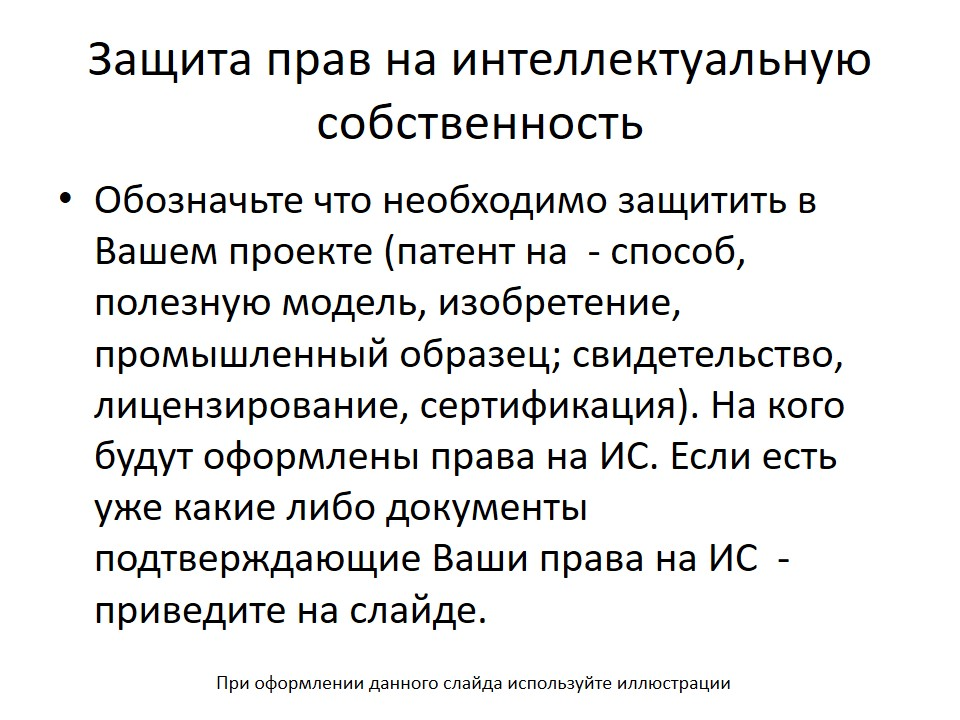 Защита прав на интеллектуальную
собственность
• Обозначьте что необходимо защитить в
Вашем проекте (патент на  - способ,
полезную модель, изобретение,
промышленный образец; свидетельство,
лицензирование, сертификация). На кого
будут оформлены права на ИС. Если есть
уже какие либо документы
подтверждающие Ваши права на ИС  -
приведите на слайде.
При оформлении данного слайда используйте иллюстрации